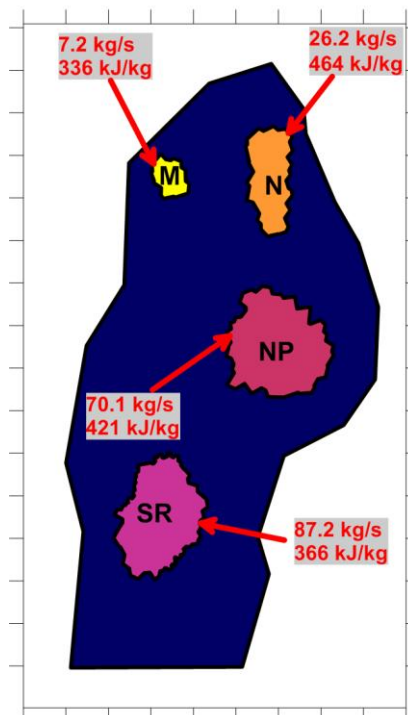 7.2 kg/s
336 kJ/kg
26.2 kg/s
464 kJ/kg
M
N
NP
70.1 kg/s
421 kJ/kg
SR
87.2 kg/s
366 kJ/kg